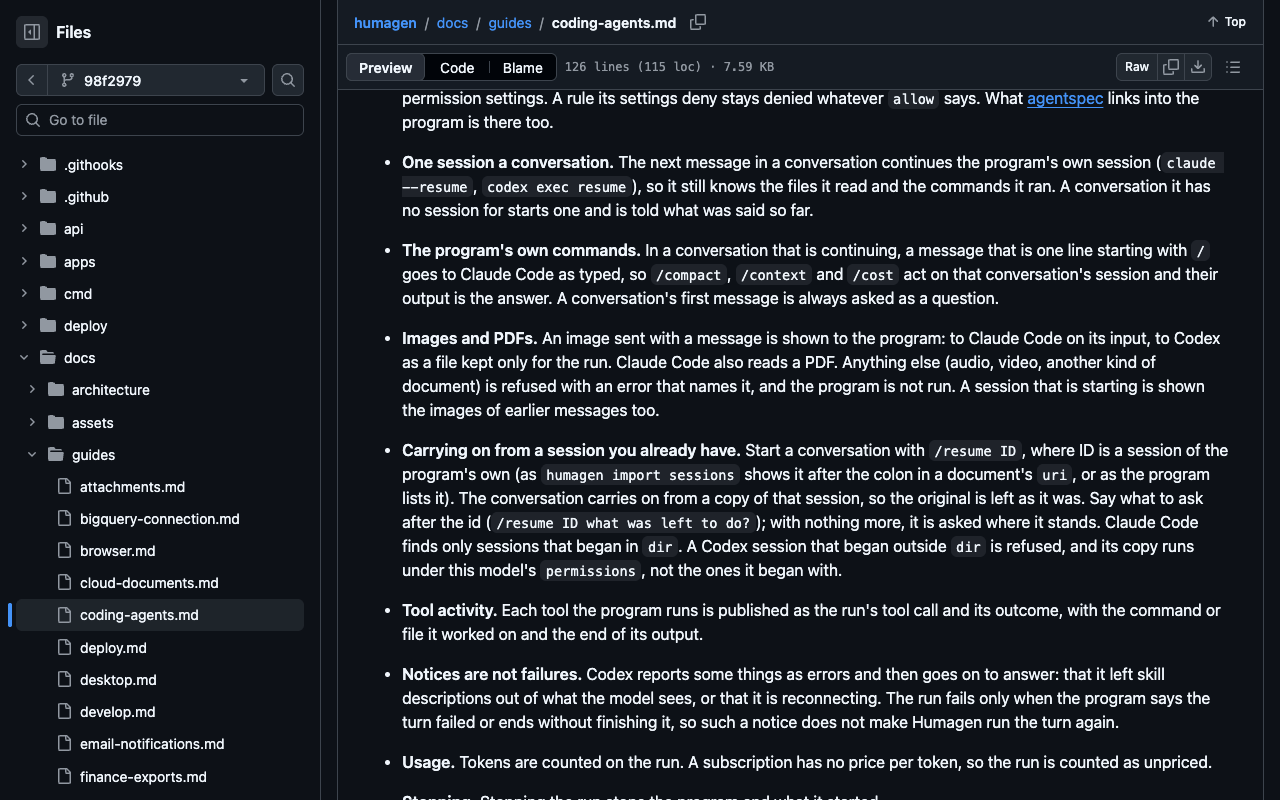 Files
humagen / docs / guides / coding-agents.md
Top
98f2979
Preview Code Blame 126 lines (115 loc) · 7.59 KB
Raw
Go to file
.githooks
.github
api
apps
cmd
deploy
docs
architecture
assets
guides
attachments.md
bigquery-connection.md
browser.md
cloud-documents.md
coding-agents.md
deploy.md
desktop.md
develop.md
email-notifications.md
finance-exports.md
permission settings. A rule its settings deny stays denied whatever allow says. What agentspec links into the
program is there too.
• One session a conversation. The next message in a conversation continues the program's own session ( claude
--resume , codex exec resume ), so it still knows the files it read and the commands it ran. A conversation it has
no session for starts one and is told what was said so far.
• The program's own commands. In a conversation that is continuing, a message that is one line starting with /
goes to Claude Code as typed, so /compact , /context and /cost act on that conversation's session and their
output is the answer. A conversation's first message is always asked as a question.
• Images and PDFs. An image sent with a message is shown to the program: to Claude Code on its input, to Codex
as a file kept only for the run. Claude Code also reads a PDF. Anything else (audio, video, another kind of
document) is refused with an error that names it, and the program is not run. A session that is starting is shown
the images of earlier messages too.
• Carrying on from a session you already have. Start a conversation with /resume ID , where ID is a session of the
program's own (as humagen import sessions shows it after the colon in a document's uri , or as the program
lists it). The conversation carries on from a copy of that session, so the original is left as it was. Say what to ask
after the id ( /resume ID what was left to do? ); with nothing more, it is asked where it stands. Claude Code
finds only sessions that began in dir . A Codex session that began outside dir is refused, and its copy runs
under this model's permissions , not the ones it began with.
• Tool activity. Each tool the program runs is published as the run's tool call and its outcome, with the command or
file it worked on and the end of its output.
• Notices are not failures. Codex reports some things as errors and then goes on to answer: that it left skill
descriptions out of what the model sees, or that it is reconnecting. The run fails only when the program says the
turn failed or ends without finishing it, so such a notice does not make Humagen run the turn again.
• Usage. Tokens are counted on the run. A subscription has no price per token, so the run is counted as unpriced.
• Stopping. Stopping the run stops the program and what it started.